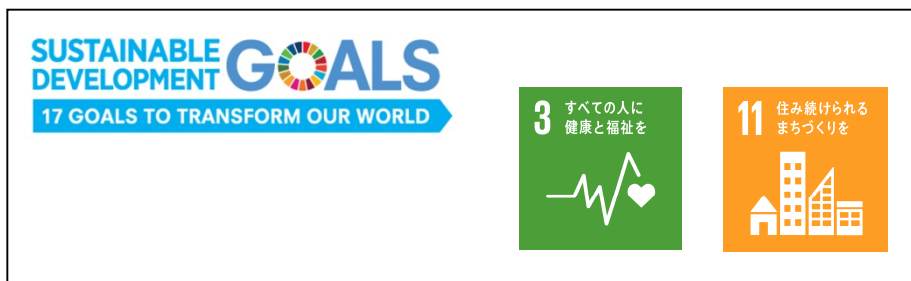 SUSTAINABLE
DEVELOPMENT
GOALS
17 GOALS TO TRANSFORM OUR WORLD
3
すべての人に
健康と福祉を
11
住み続けられる
まちづくりを